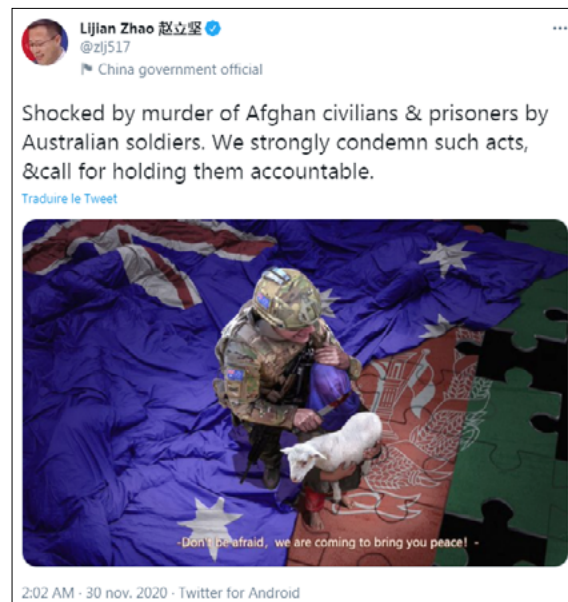 Lijian Zhao 赵立坚
@zlj517
China government official
Shocked by murder of Afghan civilians & prisoners by
Australian soldiers. We strongly condemn such acts,
&call for holding them accountable.
Traduire le Tweet
-Don't be afraid, we are coming to bring you peace! -
2:02 AM · 30 nov. 2020 · Twitter for Android